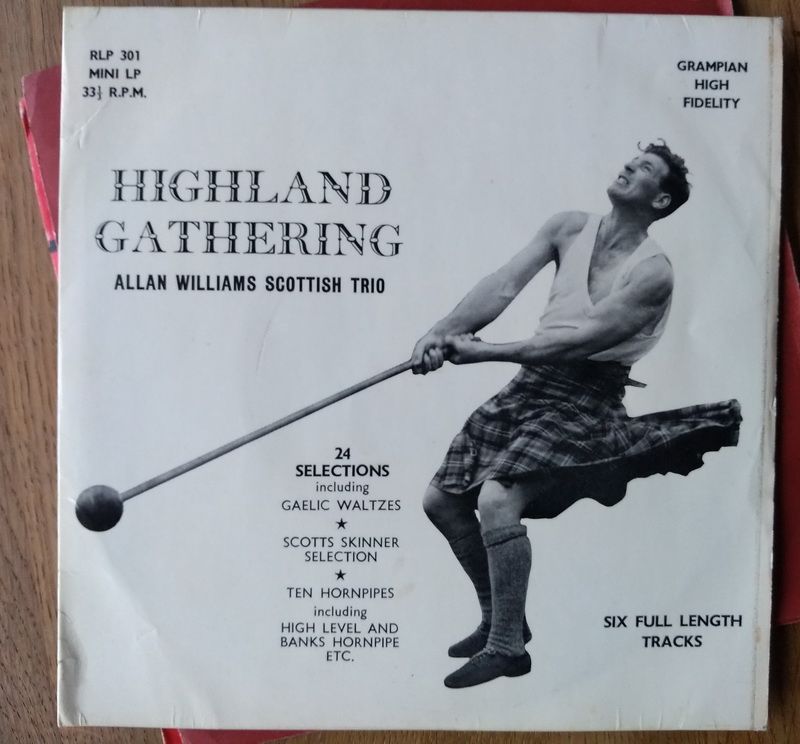 RLP 301
MINI LP
33⅓ R.P.M.
GRAMPIAN
HIGH
FIDELITY
HIGHLAND
GATHERING
ALLAN WILLIAMS SCOTTISH TRIO
24
SELECTIONS
including
GAELIC WALTZES
★
SCOTTS SKINNER
SELECTION
★
TEN HORNPIPES
including
HIGH LEVEL AND
BANKS HORNPIPE
ETC.
SIX FULL LENGTH
TRACKS